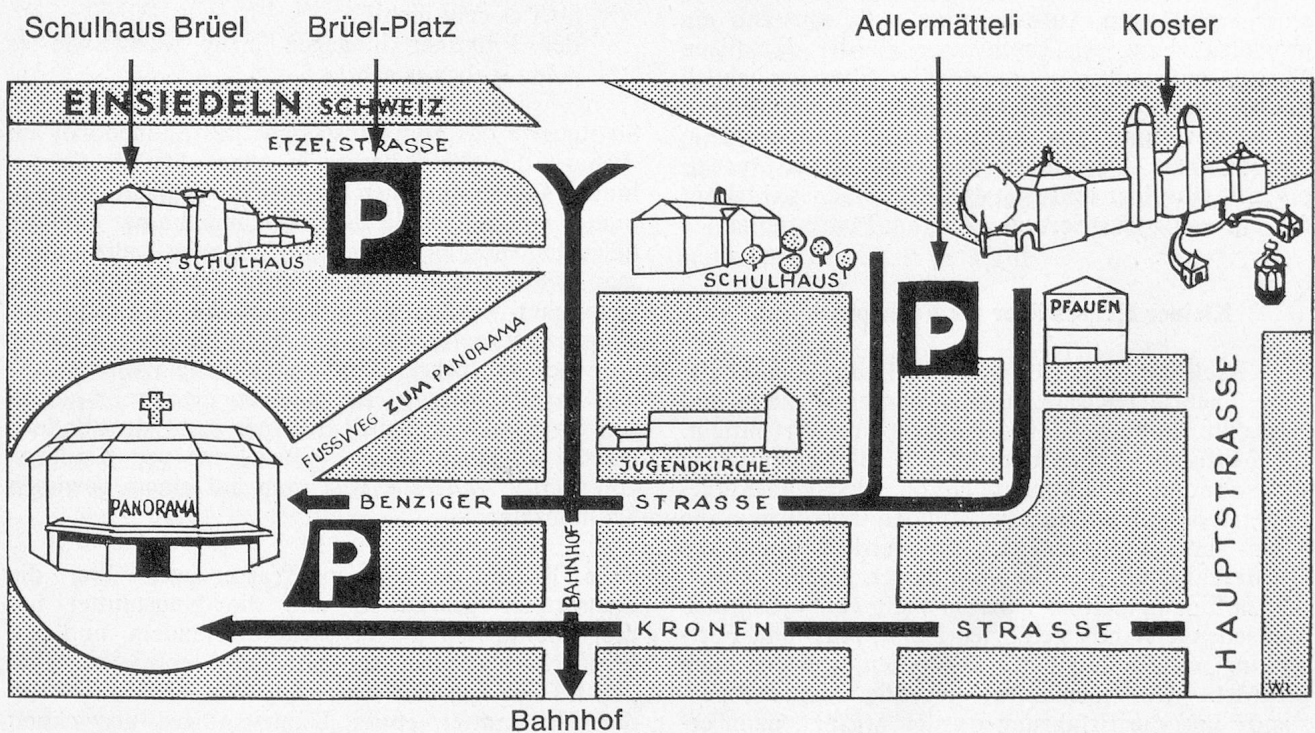 Schulhaus Brüel
Brüel-Platz
Adlermätteli
Kloster
EINSIEDELN SCHWEIZ
ETZELSTRASSE
P
SCHULHAUS
SCHULHAUS
P
PFAUEN
FUSSWEG ZUM PANORAMA
HAUPTSTRASSE
JUGENDKIRCHE
PANORAMA
BENZIGER STRASSE
P
BAHNHOF
KRONEN STRASSE
Bahnhof